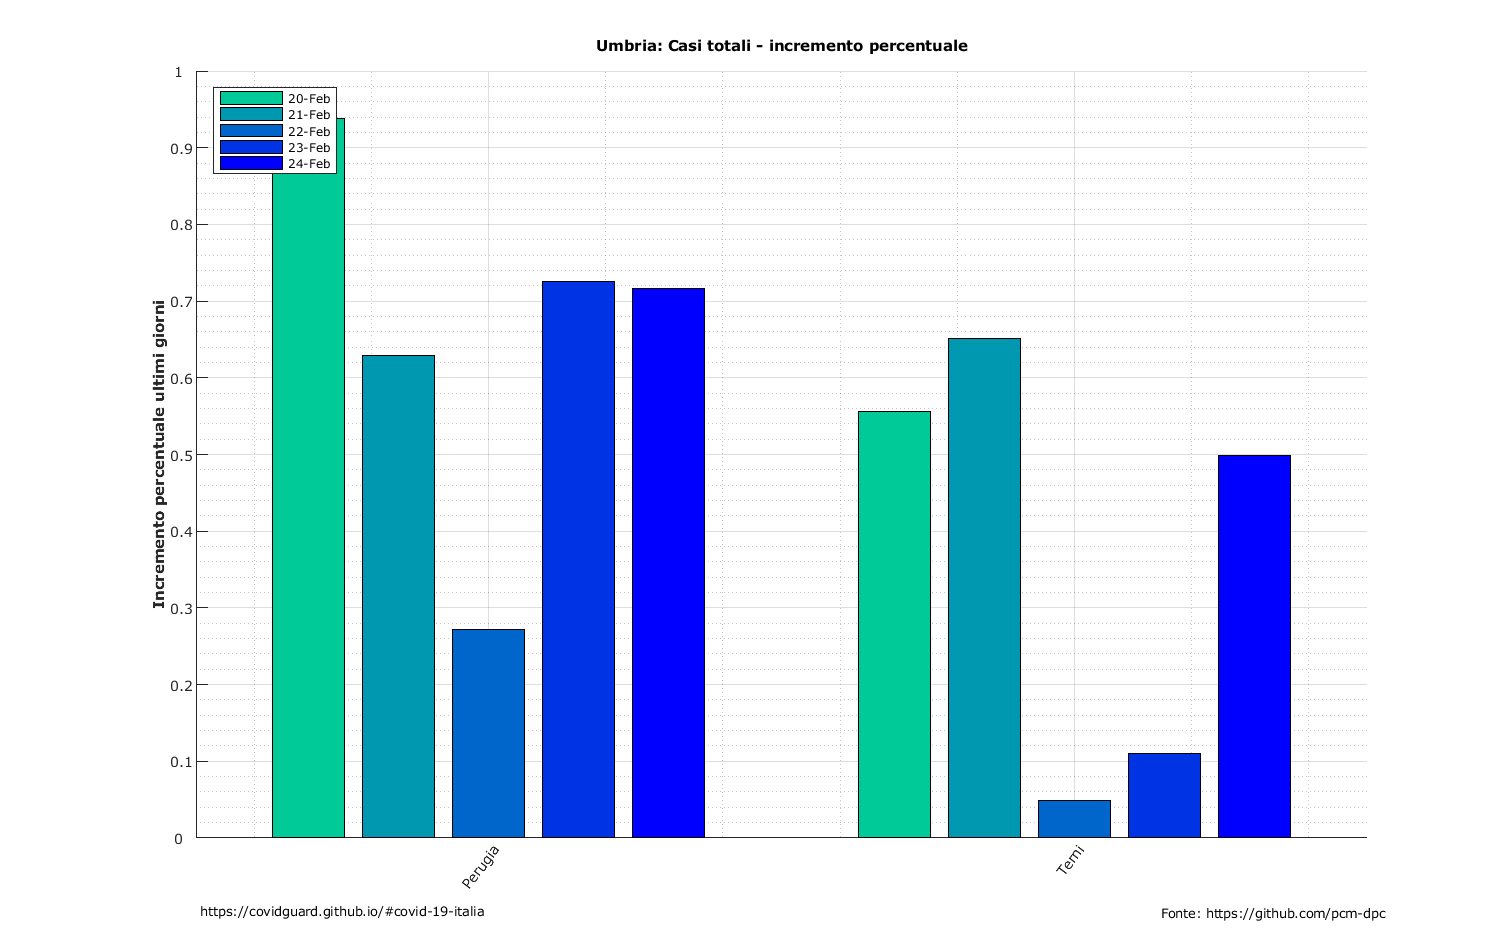 Umbria: Casi totali - incremento percentuale
Incremento percentuale ultimi giorni
1
0.9
0.8
0.7
0.6
0.5
0.4
0.3
0.2
0.1
0
20-Feb
21-Feb
22-Feb
23-Feb
24-Feb
Perugia
Terni
https://covidguard.github.io/#covid-19-italia
Fonte: https://github.com/pcm-dpc